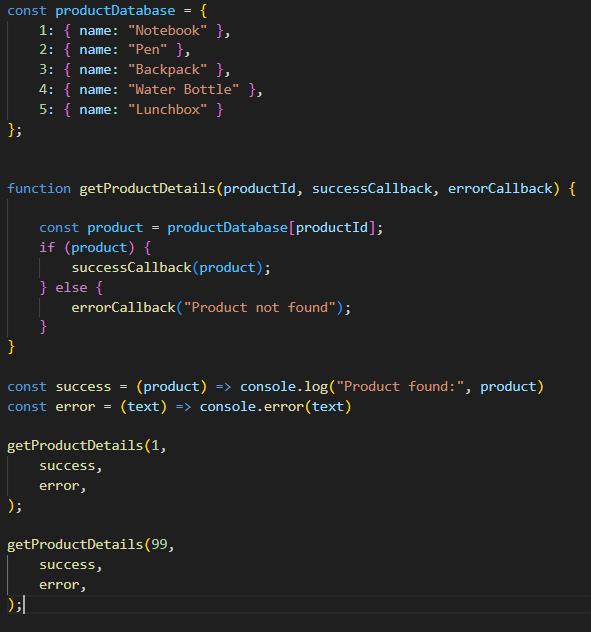 const productDatabase = {
    1: { name: "Notebook" },
    2: { name: "Pen" },
    3: { name: "Backpack" },
    4: { name: "Water Bottle" },
    5: { name: "Lunchbox" }
};
function getProductDetails(productId, successCallback, errorCallback) {
    const product = productDatabase[productId];
    if (product) {
        successCallback(product);
    } else {
        errorCallback("Product not found");
    }
}
const success = (product) => console.log("Product found:", product)
const error = (text) => console.error(text)
getProductDetails(1,
    success,
    error,
);
getProductDetails(99,
    success,
    error,
);